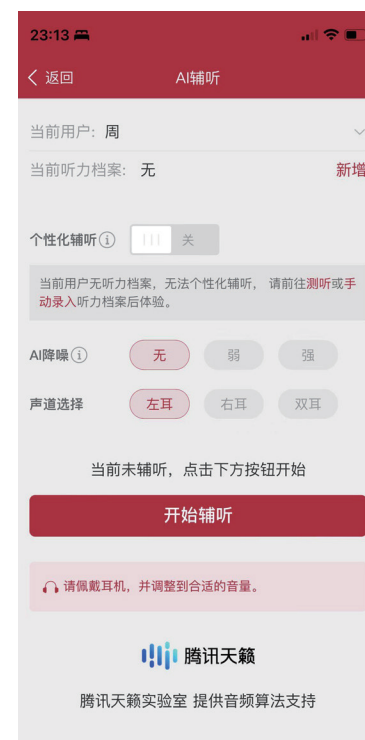 23:13
返回 AI辅听
当前用户: 周
当前听力档案: 无 新增
个性化辅听 关
当前用户无听力档案，无法个性化辅听， 请前往测听或手
动录入听力档案后体验。
AI降噪 无 弱 强
声道选择 左耳 右耳 双耳
当前未辅听，点击下方按钮开始
开始辅听
请佩戴耳机，并调整到合适的音量。
腾讯天籁
腾讯天籁实验室 提供音频算法支持